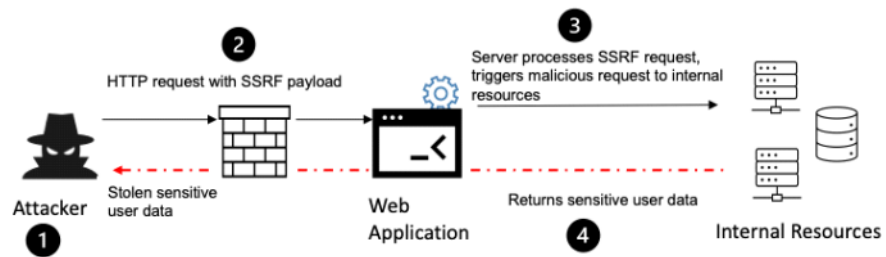 2
3
HTTP request with SSRF payload
Server processes SSRF request,
triggers malicious request to internal
resources
Attacker
Stolen sensitive
user data
Web
Application
Returns sensitive user data
Internal Resources
1
4